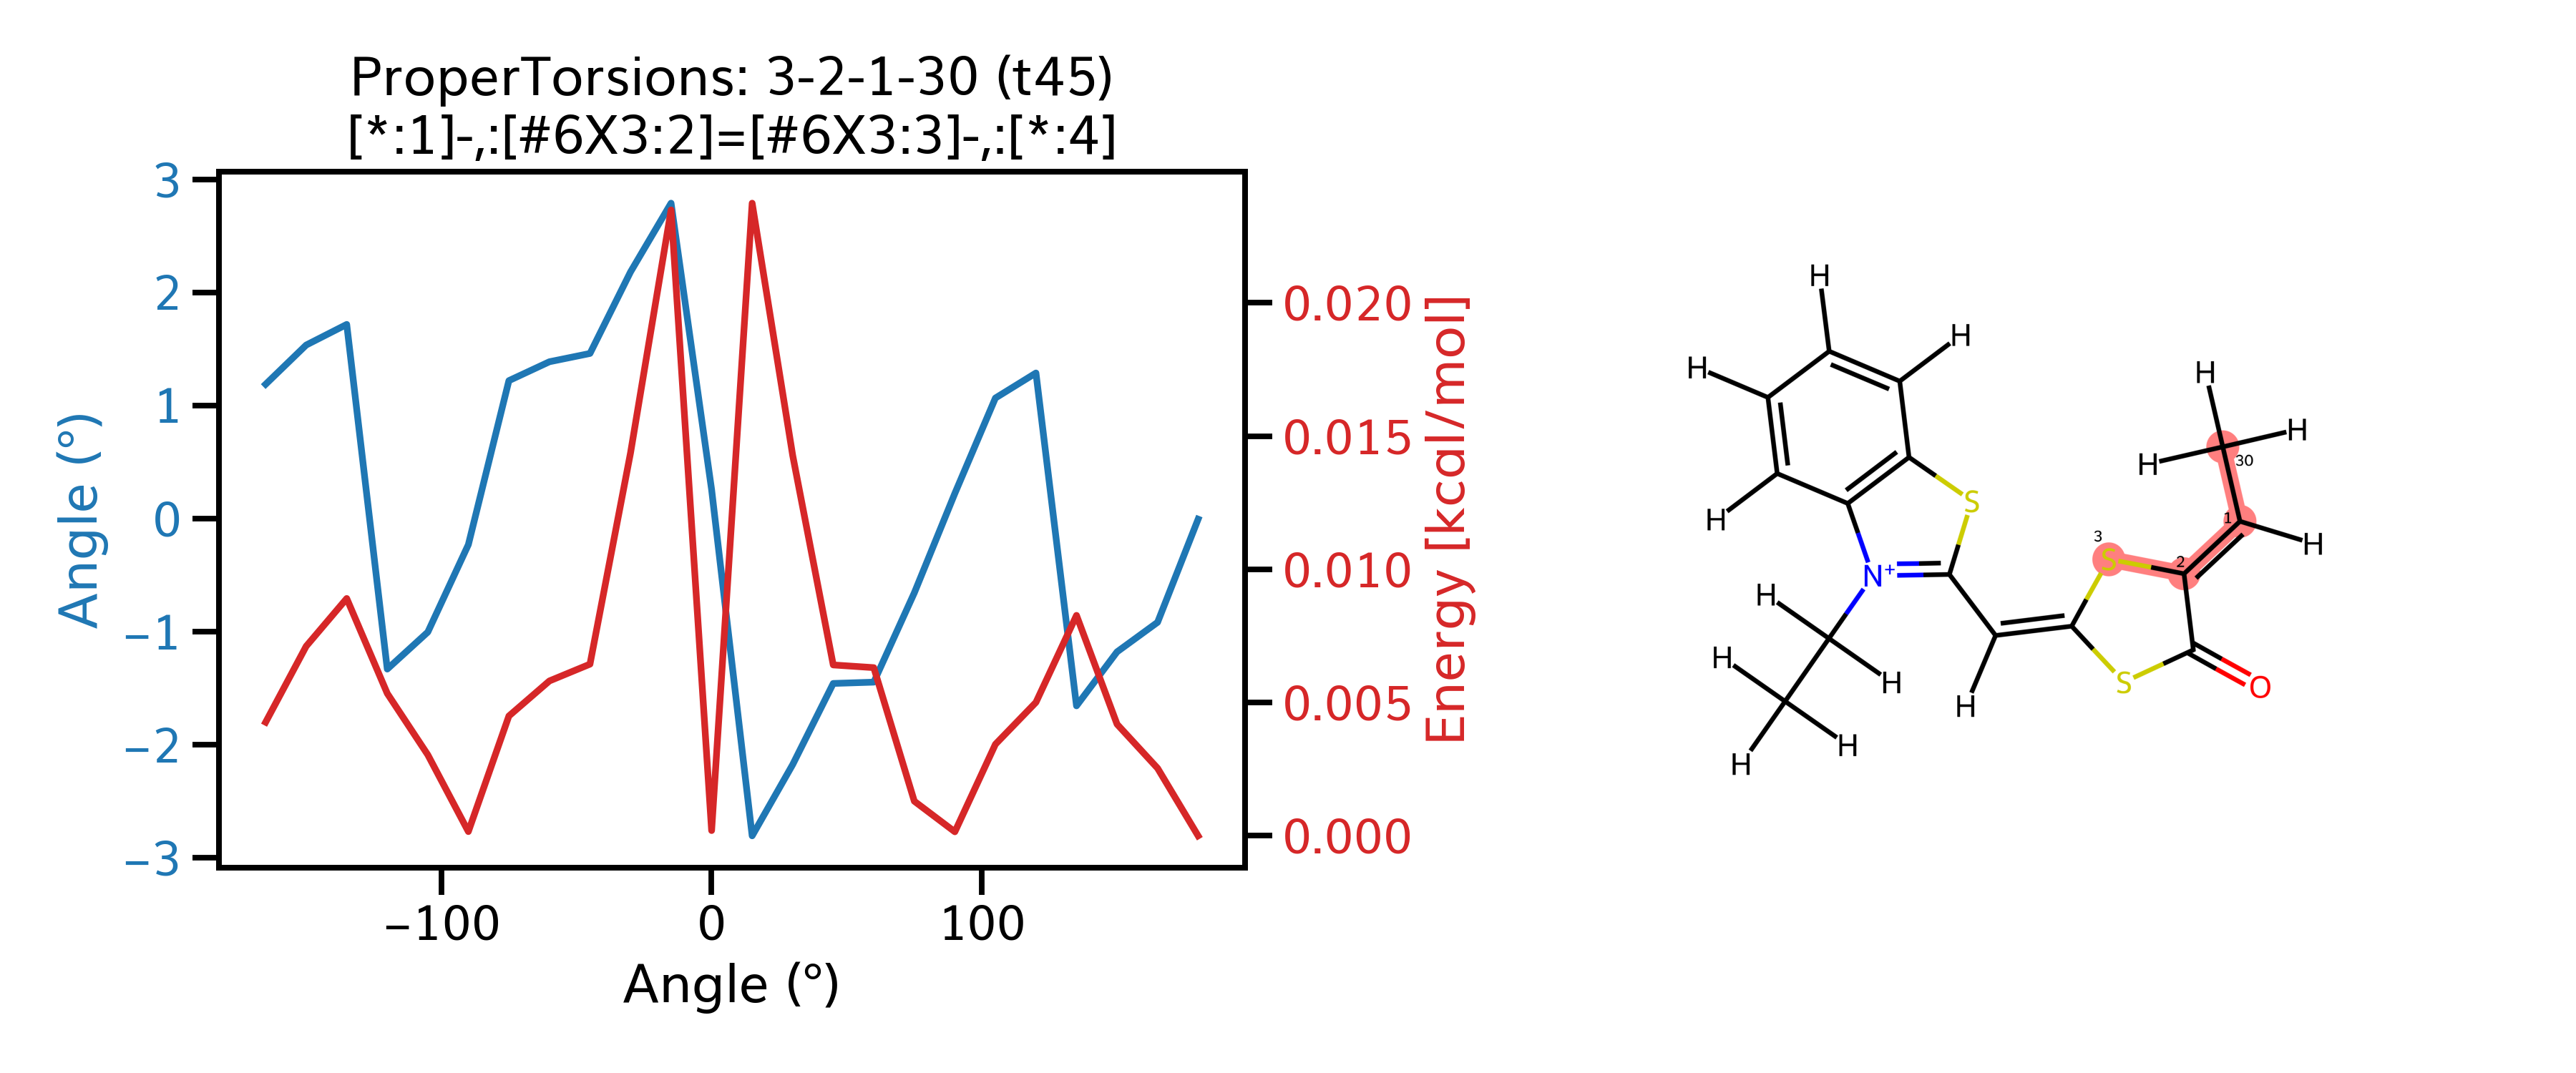 ProperTorsions: 3-2-1-30 (t45)
[*:1]-,:[#6X3:2]=[#6X3:3]-,:[*:4]
3
2
1
0
−1
−2
−3
Angle (°)
0.020
0.015
0.010
0.005
0.000
Energy [kcal/mol]
−100
0
100
Angle (°)
H
H
H
H
S
N+
H
H
H
H
H
H
H
H
H
30
1
H
3
S
2
S
O